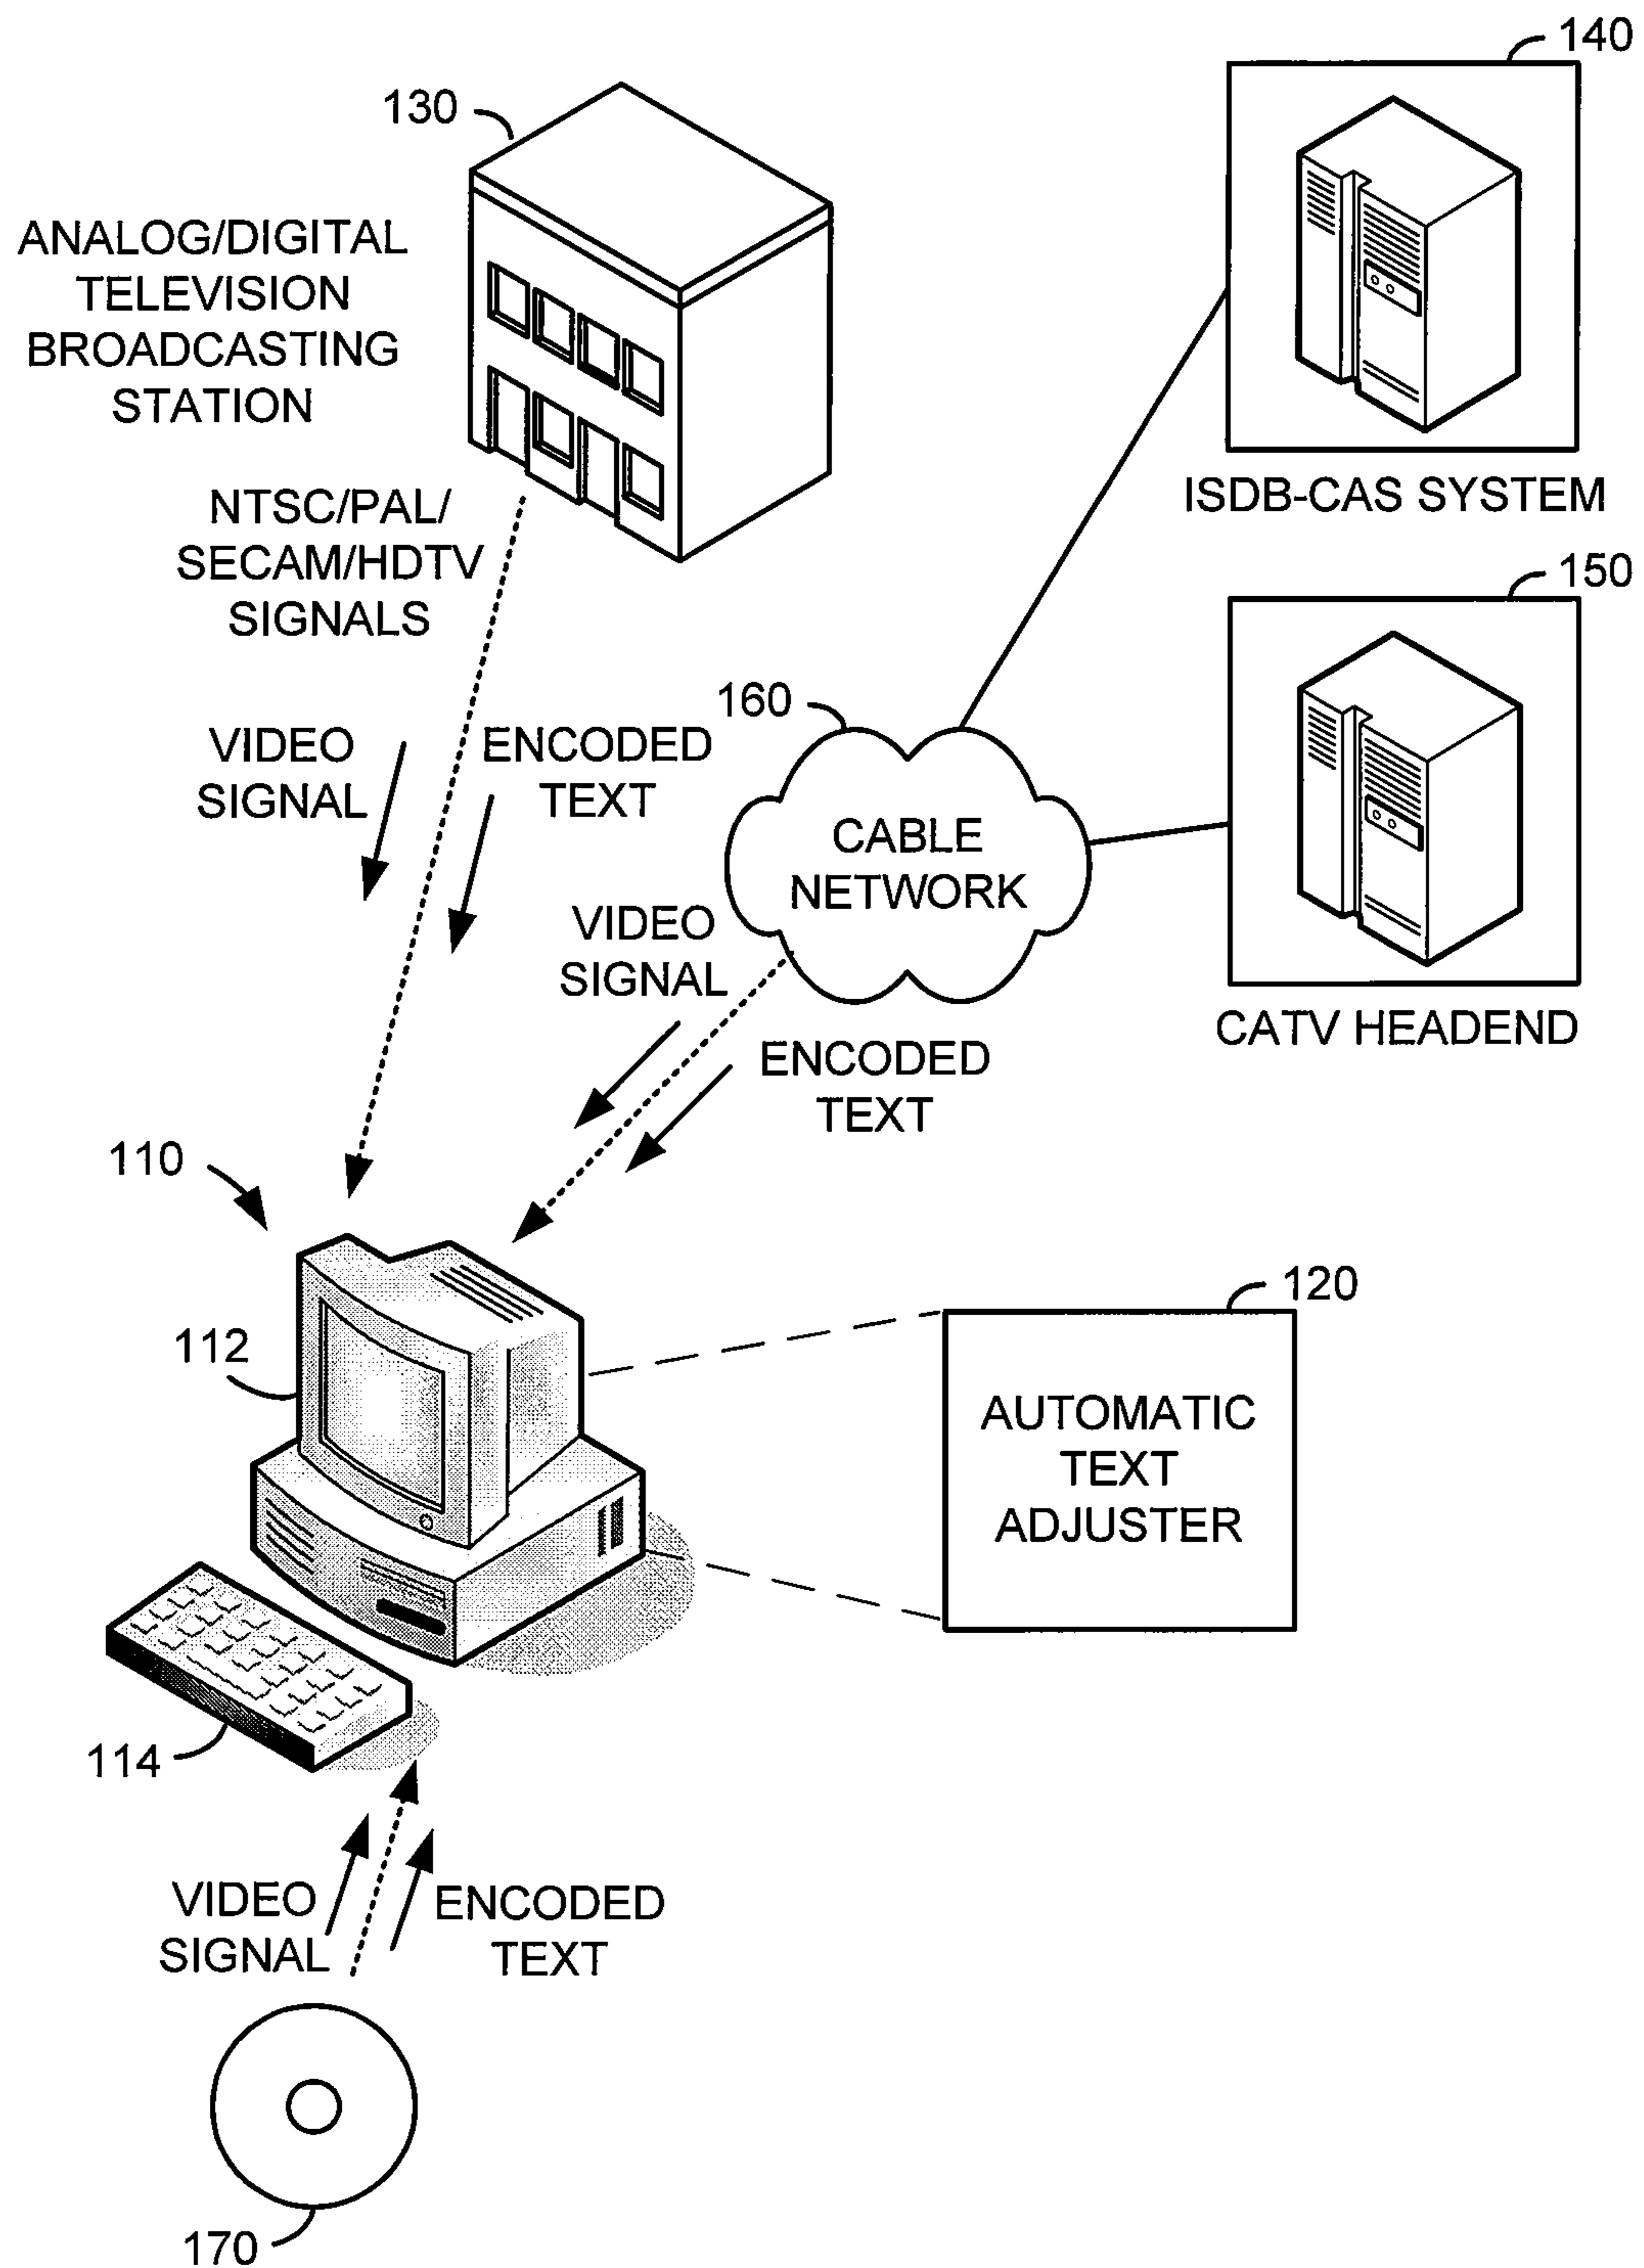 140
130
ANALOG/DIGITAL
TELEVISION
BROADCASTING
STATION
ISDB-CAS SYSTEM
NTSC/PAL/
SECAM/HDTV
SIGNALS
150
160
VIDEO
SIGNAL
ENCODED
TEXT
CABLE
NETWORK
VIDEO
SIGNAL
CATV HEADEND
ENCODED
TEXT
110
120
112
AUTOMATIC
TEXT
ADJUSTER
114
VIDEO
SIGNAL
ENCODED
TEXT
170